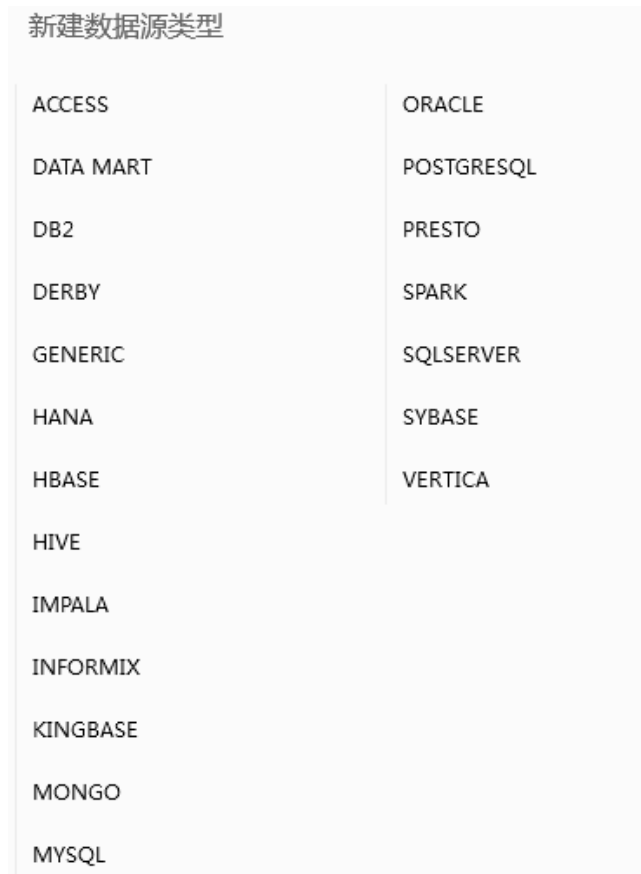 新建数据源类型
ACCESS
DATA MART
DB2
DERBY
GENERIC
HANA
HBASE
HIVE
IMPALA
INFORMIX
KINGBASE
MONGO
MYSQL
ORACLE
POSTGRESQL
PRESTO
SPARK
SQLSERVER
SYBASE
VERTICA